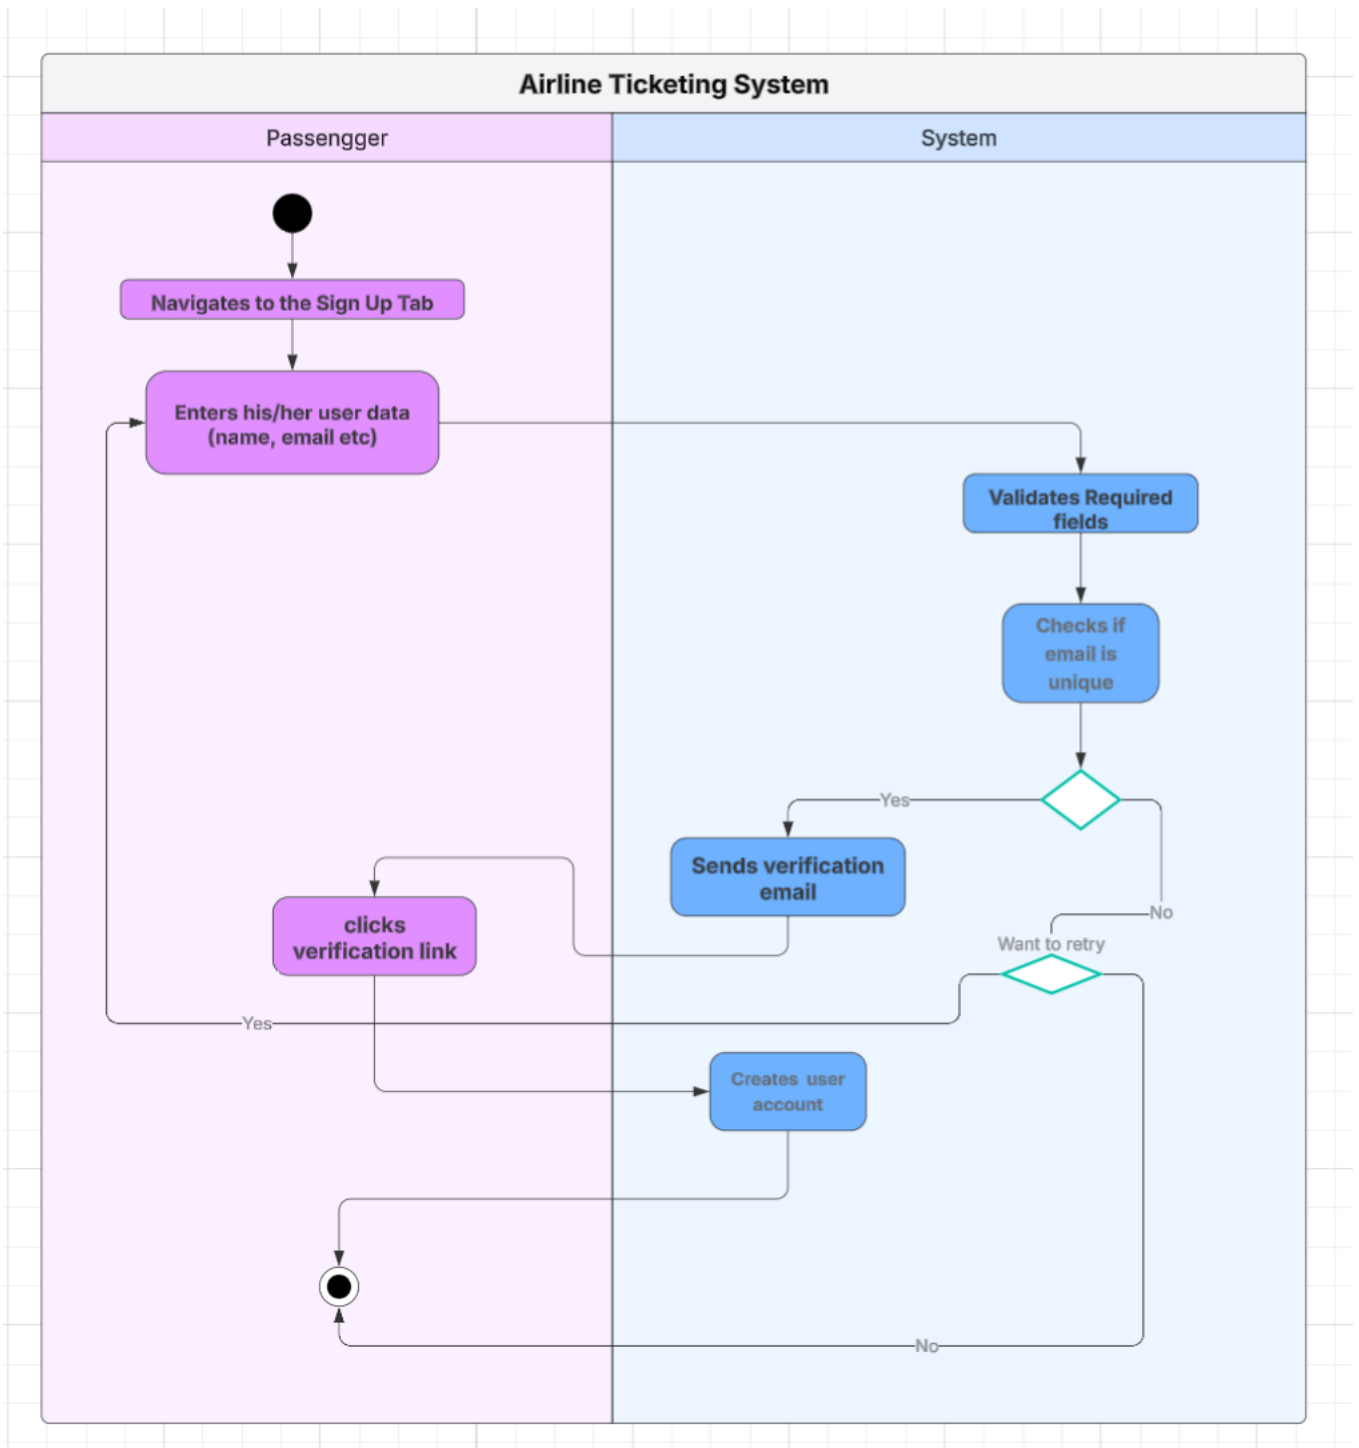 Airline Ticketing System
Passengger
System
Navigates to the Sign Up Tab
Enters his/her user data
(name, email etc)
Validates Required
fields
Checks if
email is
unique
Yes
Sends verification
email
clicks
verification link
No
Want to retry
Yes
Creates user
account
No